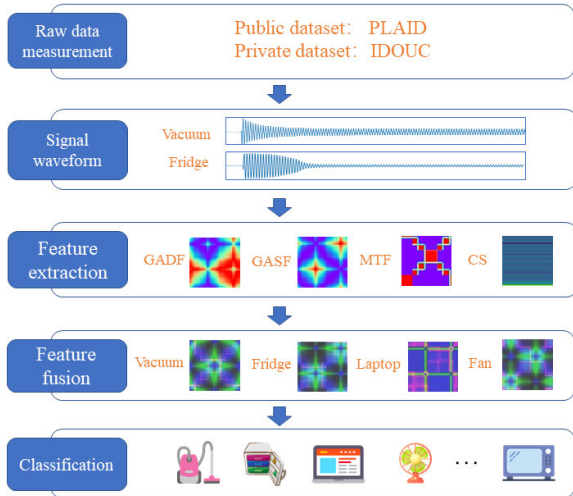 Raw data
measurement
Public dataset: PLAID
Private dataset: IDOUC
Signal
waveform
Vacuum
Fridge
Feature
extraction
GADF
GASF
MTF
CS
Feature
fusion
Vacuum
Fridge
Laptop
Fan
Classification
...